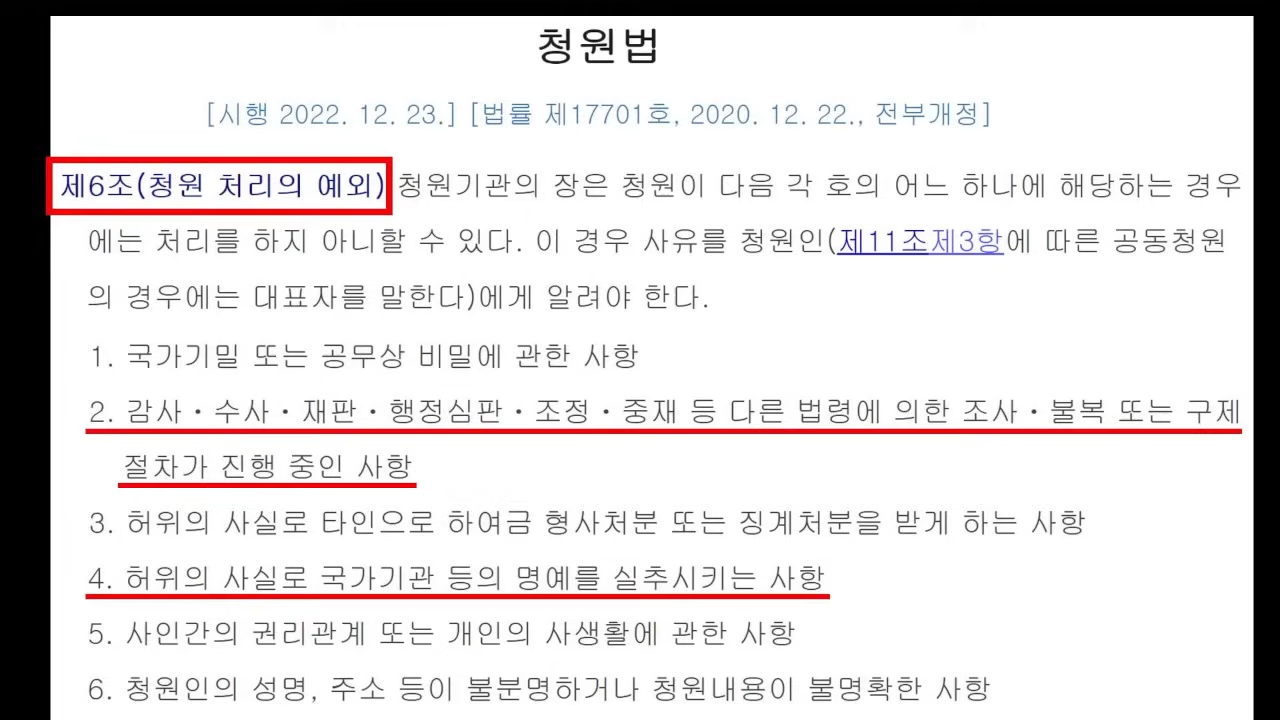 청원법
[시행 2022. 12. 23.] [법률 제17701호, 2020. 12. 22., 전부개정]
제6조(청원 처리의 예외) 청원기관의 장은 청원이 다음 각 호의 어느 하나에 해당하는 경우
에는 처리를 하지 아니할 수 있다. 이 경우 사유를 청원인(제11조제3항에 따른 공동청원
의 경우에는 대표자를 말한다)에게 알려야 한다.
1. 국가기밀 또는 공무상 비밀에 관한 사항
2. 감사·수사·재판·행정심판·조정·중재 등 다른 법령에 의한 조사·불복 또는 구제
절차가 진행 중인 사항
3. 허위의 사실로 타인으로 하여금 형사처분 또는 징계처분을 받게 하는 사항
4. 허위의 사실로 국가기관 등의 명예를 실추시키는 사항
5. 사인간의 권리관계 또는 개인의 사생활에 관한 사항
6. 청원인의 성명, 주소 등이 불분명하거나 청원내용이 불명확한 사항